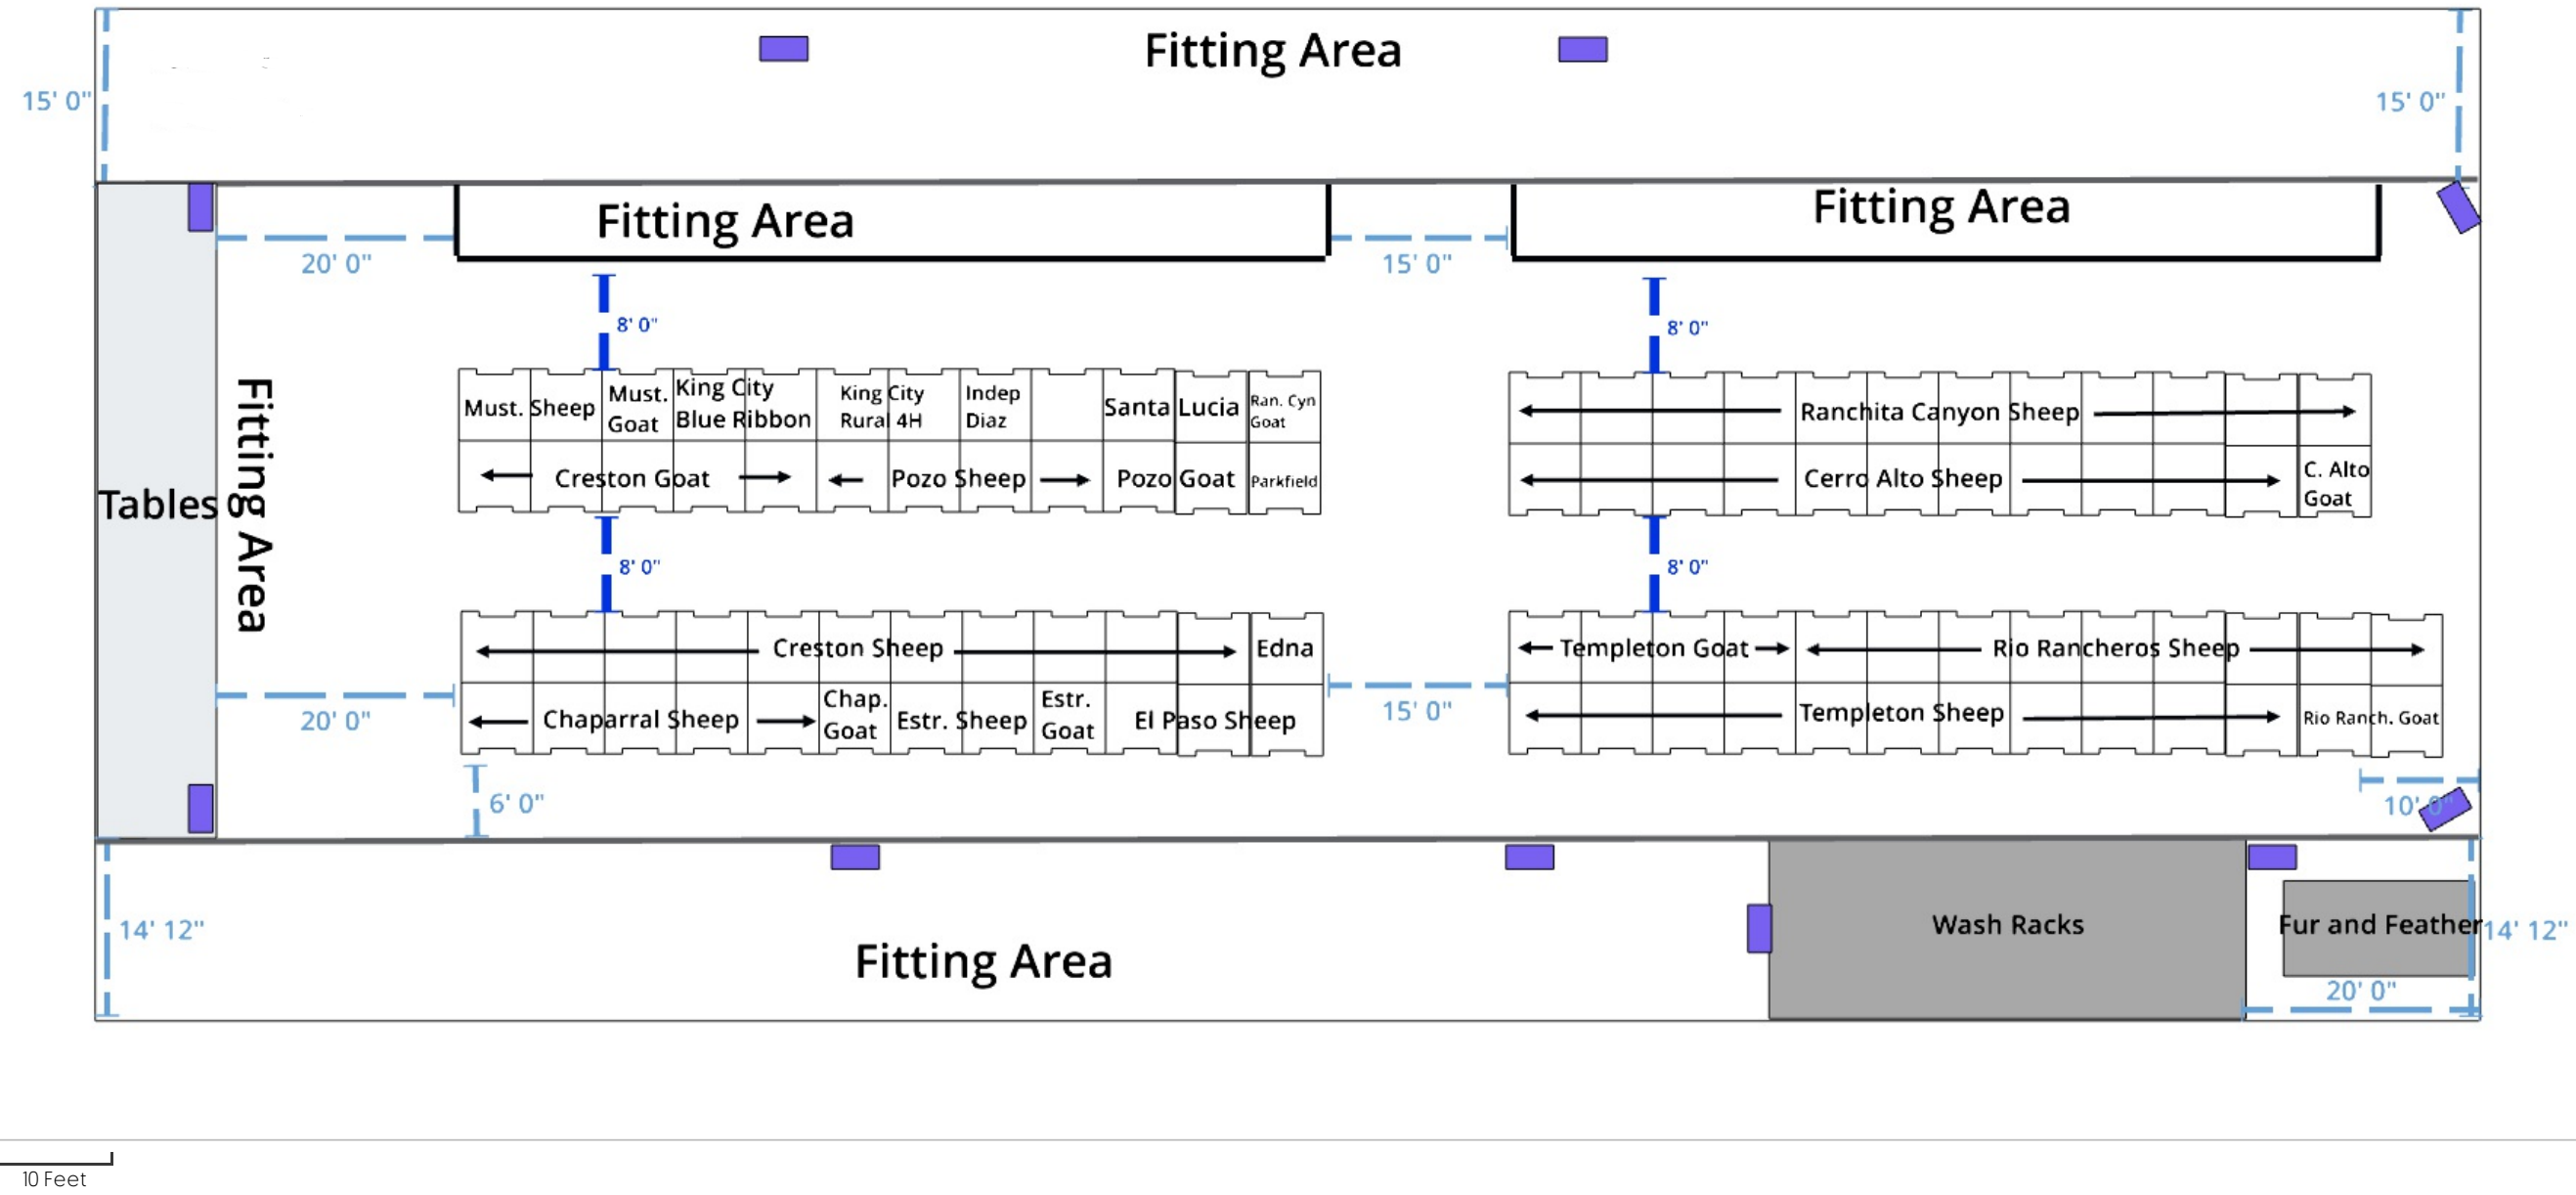 Fitting Area
15' 0"
15' 0"
Fitting Area
Fitting Area
20' 0"
15' 0"
8' 0"
8' 0"
Fitting Area
Tables
Must. Sheep
Must.
Goat
King City
Blue Ribbon
King City
Rural 4H
Indep
Diaz
Santa Lucia
Ran. Cyn
Goat
Creston Goat
Pozo Sheep
Pozo Goat
Parkfield
Ranchita Canyon Sheep
Cerro Alto Sheep
C. Alto
Goat
8' 0"
8' 0"
Creston Sheep
Edna
Chaparral Sheep
Chap.
Goat
Estr. Sheep
Estr.
Goat
El Paso Sheep
Templeton Goat
Rio Rancheros Sheep
Templeton Sheep
Rio Ranch. Goat
20' 0"
15' 0"
6' 0"
10' 0"
14' 12"
Fitting Area
Wash Racks
Fur and Feather
14' 12"
20' 0"
10 Feet